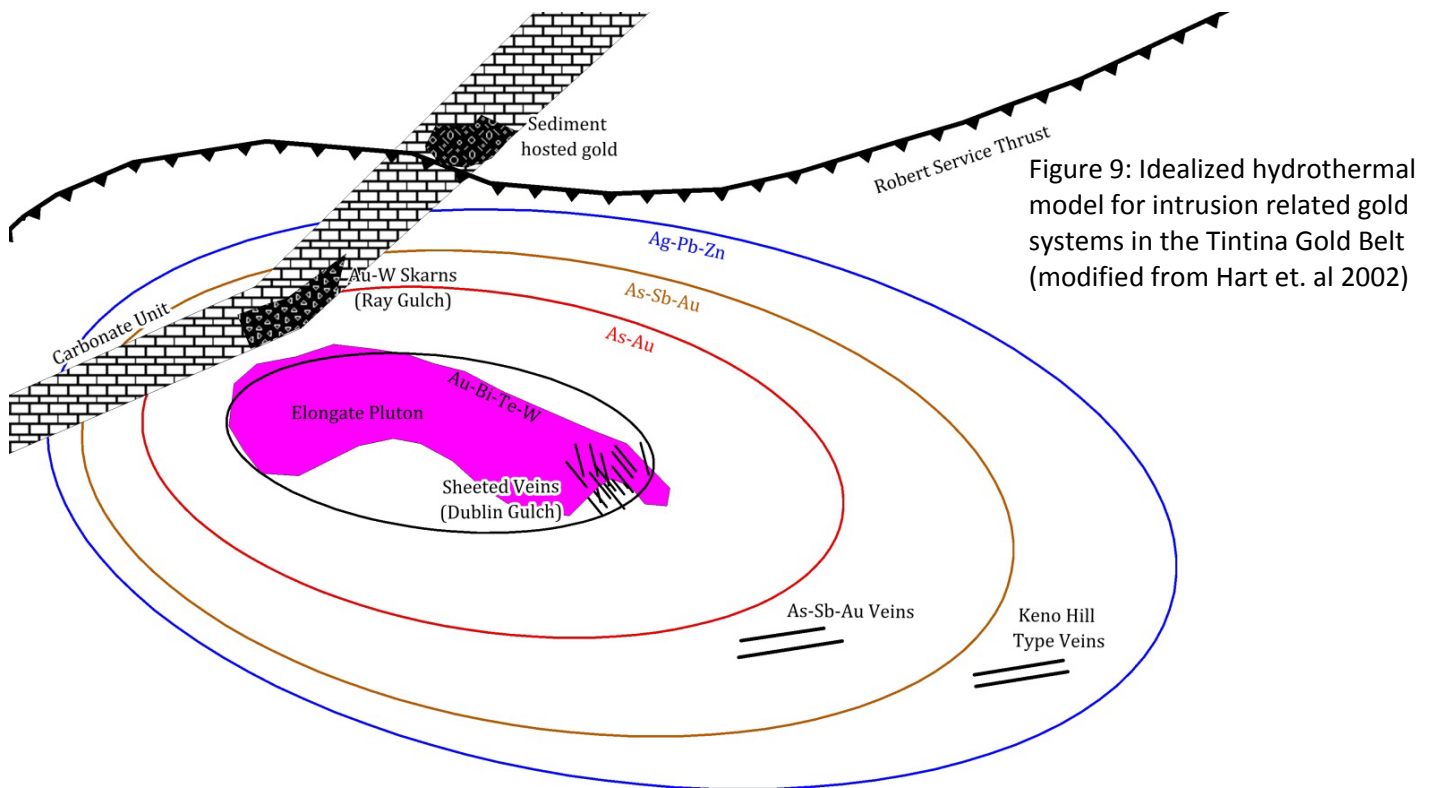 Sediment
hosted gold
Robert Service Thrust
Figure 9: Idealized hydrothermal
model for intrusion related gold
systems in the Tintina Gold Belt
(modified from Hart et. al 2002)
Ag-Pb-Zn
Au-W Skarns
(Ray Gulch)
As-Sb-Au
Carbonate Unit
As-Au
Au-Bi-Te-W
Elongate Pluton
Sheeted Veins
(Dublin Gulch)
As-Sb-Au Veins
Keno Hill
Type Veins